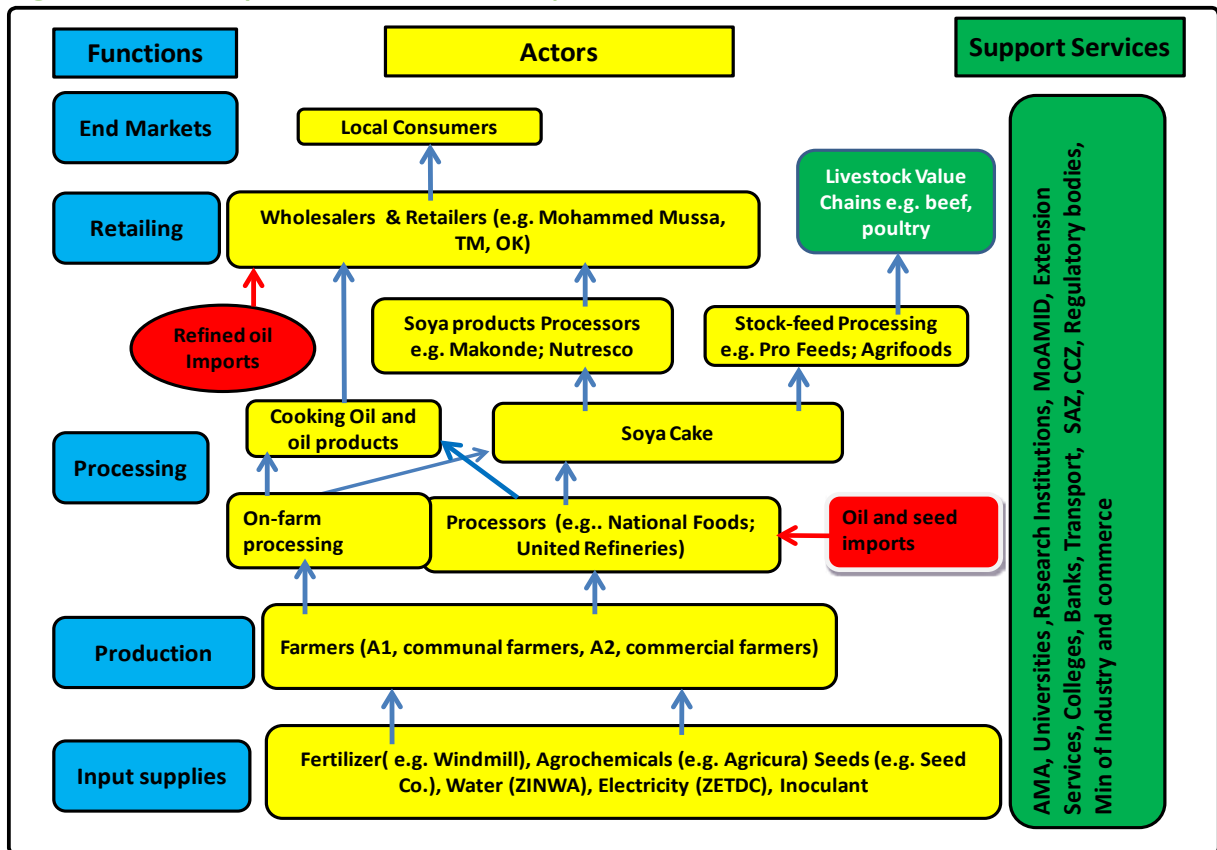 Functions
Actors
Support Services
End Markets
Local Consumers
Livestock Value
Chains e.g. beef,
poultry
Retailing
Wholesalers & Retailers (e.g. Mohammed Mussa,
TM, OK)
Refined oil
Imports
Soya products Processors
e.g. Makonde; Nutresco
Stock-feed Processing
e.g. Pro Feeds; Agrifoods
Cooking Oil and
oil products
Soya Cake
Processing
On-farm
processing
Processors (e.g.. National Foods;
United Refineries)
Oil and seed
imports
Production
Farmers (A1, communal farmers, A2, commercial farmers)
Input supplies
Fertilizer( e.g. Windmill), Agrochemicals (e.g. Agricura) Seeds (e.g. Seed
Co.), Water (ZINWA), Electricity (ZETDC), Inoculant
AMA, Universities ,Research Institutions, MoAMID, Extension
Services, Colleges, Banks, Transport, SAZ, CCZ, Regulatory bodies,
Min of Industry and commerce